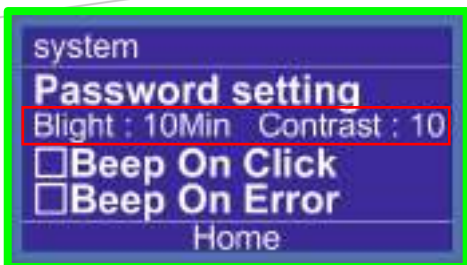 system
Password setting
Blight : 10Min Contrast : 10
☐Beep On Click
☐Beep On Error
Home